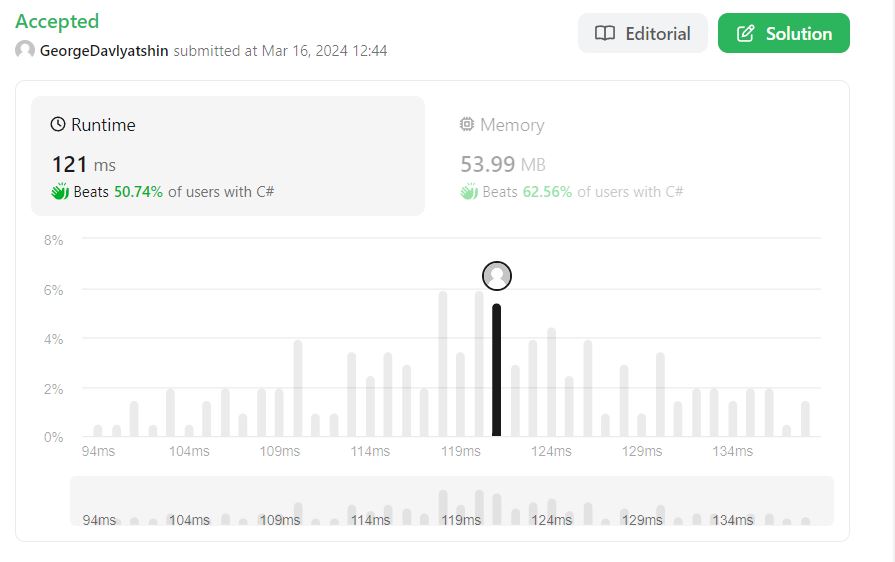 Accepted
GeorgeDavlyatshin submitted at Mar 16, 2024 12:44
Editorial
Solution
Runtime
121 ms
Beats 50.74% of users with C#
Memory
53.99 MB
Beats 62.56% of users with C#
8%
6%
4%
2%
0%
94ms 104ms 109ms 114ms 119ms 124ms 129ms 134ms
94ms 104ms 109ms 114ms 119ms 124ms 129ms 134ms